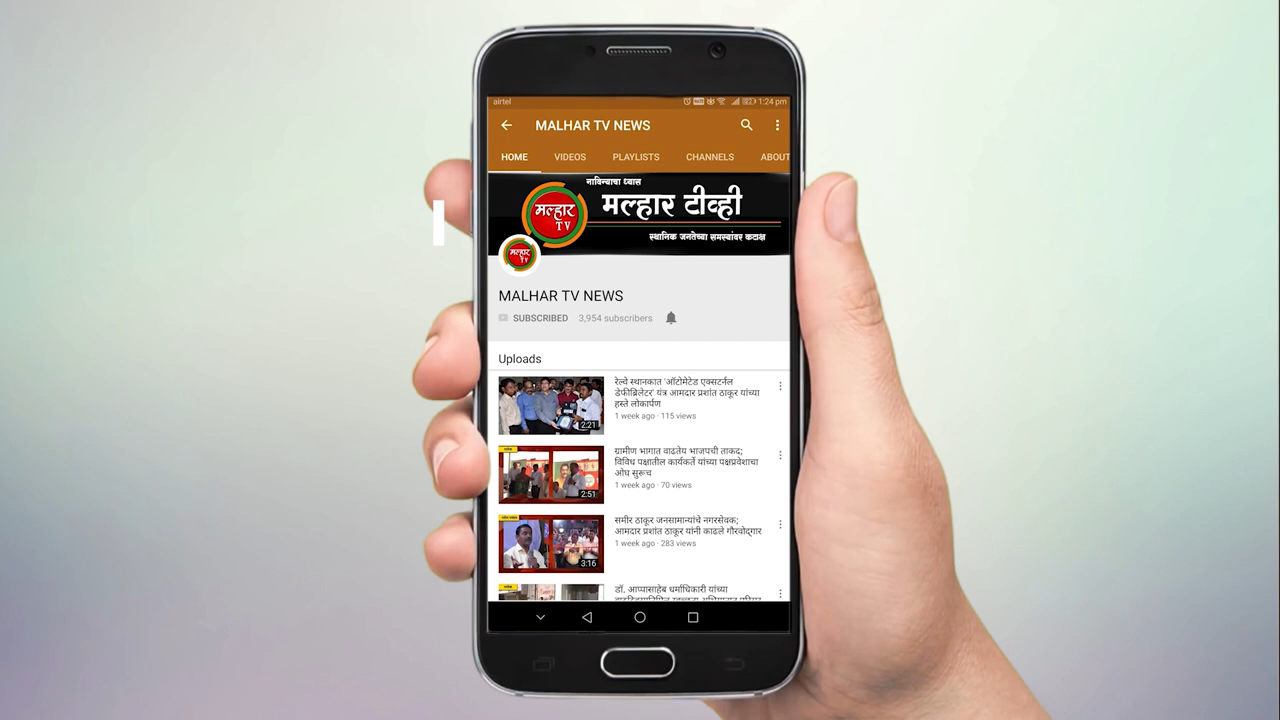 airtel
1:24 pm
MALHAR TV NEWS
HOME VIDEOS PLAYLISTS CHANNELS ABOUT
नाविन्याचा ध्यास
मल्हार टीव्ही
मल्हार
TV
स्थानिक जनतेच्या समस्यांवर कटाक्ष
मल्हार
TV
MALHAR TV NEWS
SUBSCRIBED 3,954 subscribers
Uploads
रेल्वे स्थानकात 'ऑटोमेटेड एक्सटर्नल
डेफीब्रिलेटर' यंत्र आमदार प्रशांत ठाकूर यांच्या
हस्ते लोकार्पण
1 week ago · 115 views
2:21
ग्रामीण भागात वाढतेय भाजपची ताकद;
विविध पक्षातील कार्यकर्ते यांच्या पक्षप्रवेशाचा
ओघ सुरूच
1 week ago · 70 views
2:51
समीर ठाकूर जनसामान्यांचे नगरसेवक;
आमदार प्रशांत ठाकूर यांनी काढले गौरवोद्गार
1 week ago · 283 views
3:16
डॉ. आप्पासाहेब धर्माधिकारी यांच्या